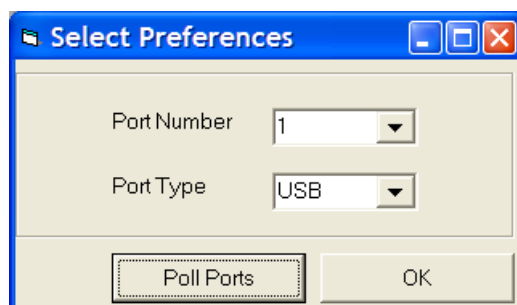 Select Preferences
Port Number 1
Port Type USB
Poll Ports OK